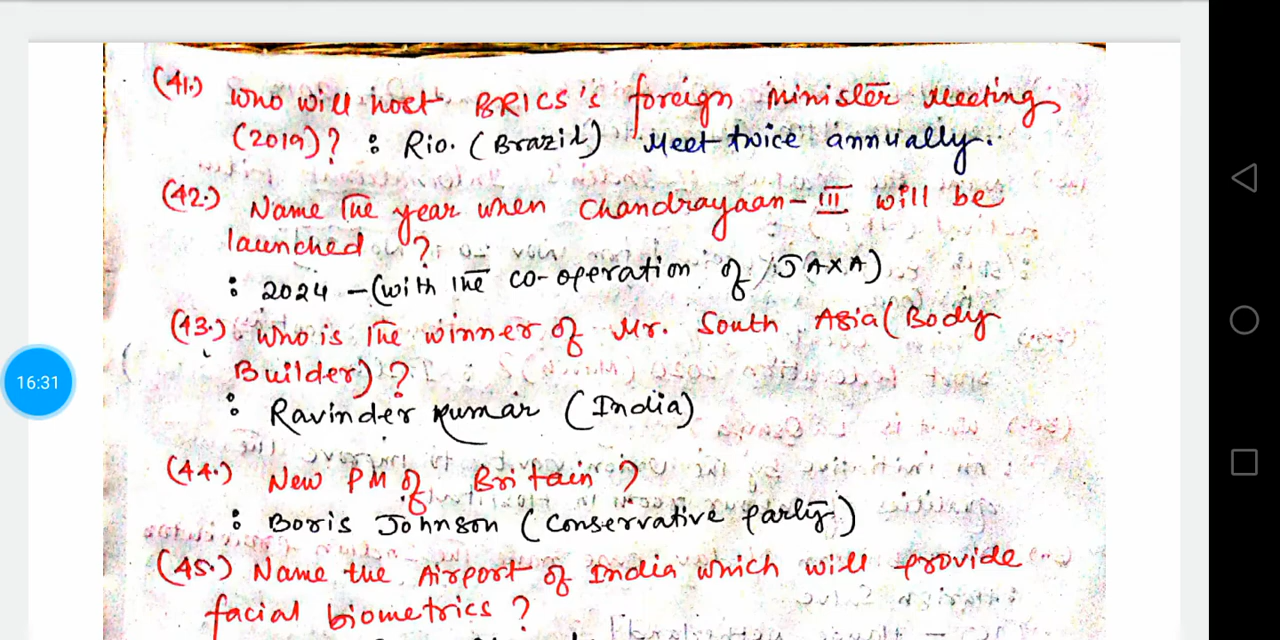 (41.) Who will host BRICS's foreign minister Meeting
(2019)? : Rio. (Brazil) Meet twice annually.
(42.) Name The year when Chandrayaan-III will be
launched ?
: 2024 - (with the co-operation of JAXA)
(43.) Who is The winner of Mr. South Asia (Body
Builder) ?
: Ravinder Kumar (India)
(44.) New PM of Britain ?
: Boris Johnson (Conservative party)
16:31
(45.) Name the Airport of India which will provide
facial biometrics ?